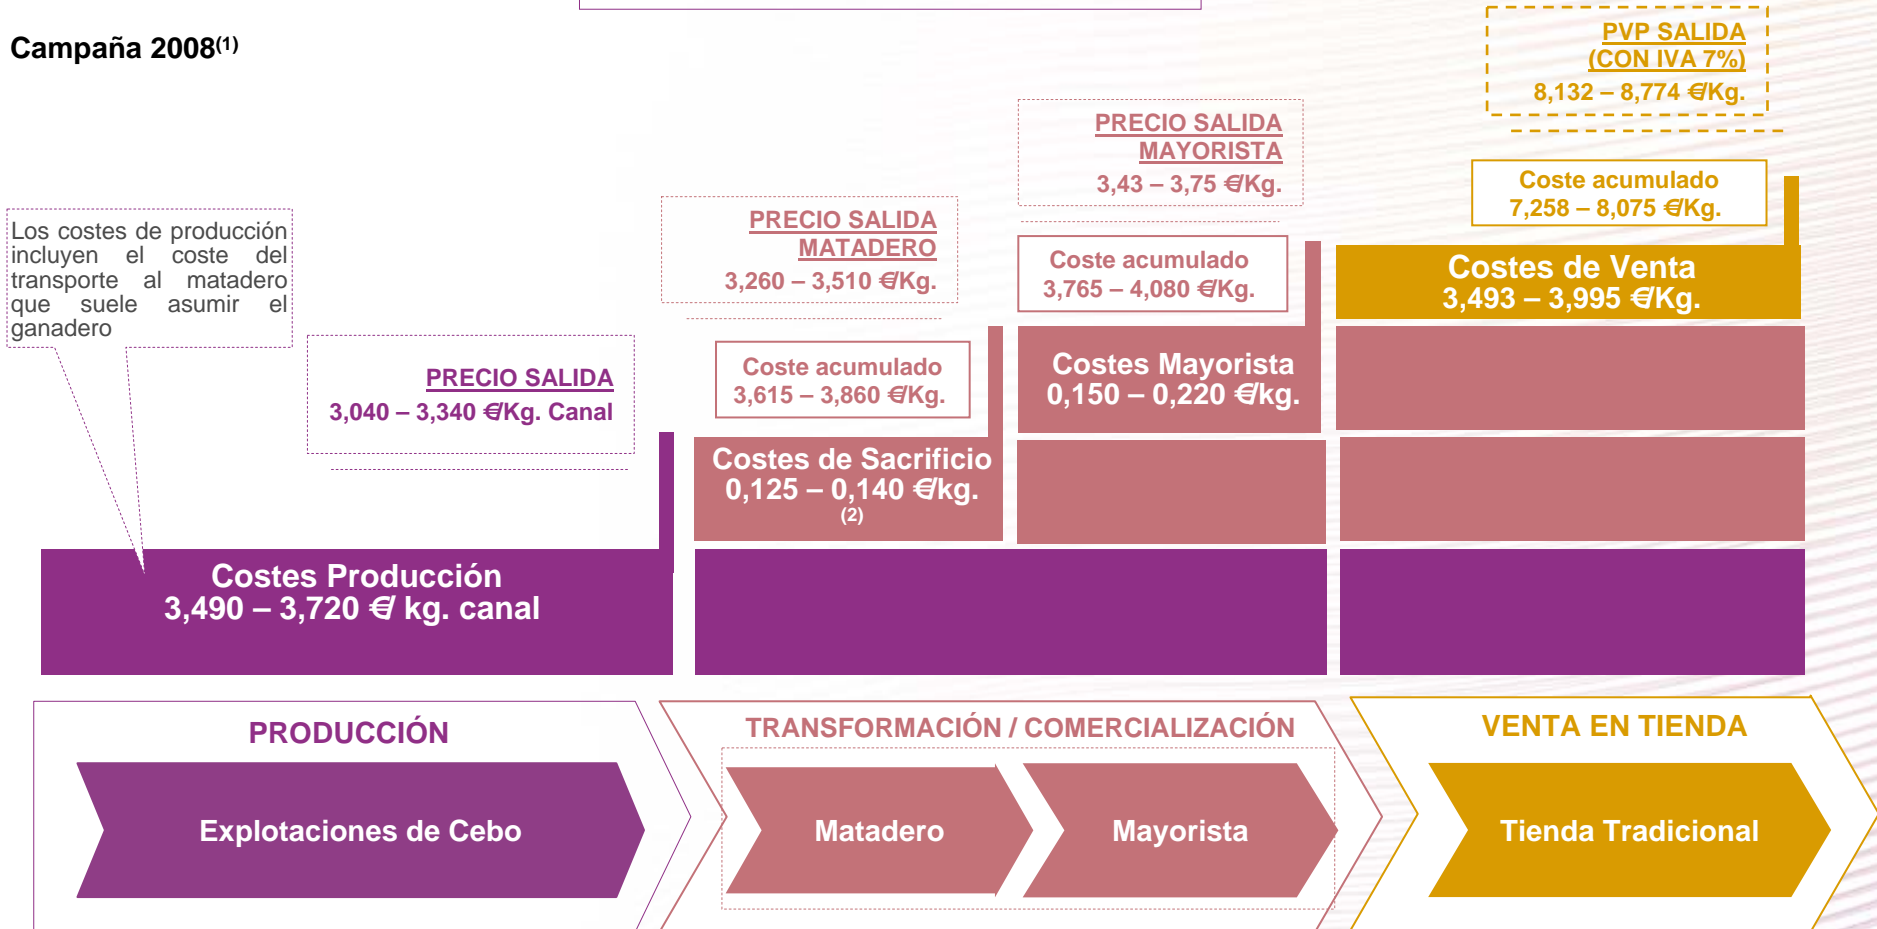 Campaña 2008(1)
PVP SALIDA
(CON IVA 7%)
8,132 – 8,774 €/Kg.
PRECIO SALIDA
MAYORISTA
3,43 – 3,75 €/Kg.
Coste acumulado
7,258 – 8,075 €/Kg.
Los costes de producción
incluyen el coste del
transporte al matadero
que suele asumir el
ganadero
PRECIO SALIDA
MATADERO
3,260 – 3,510 €/Kg.
Coste acumulado
3,765 – 4,080 €/Kg.
Costes de Venta
3,493 – 3,995 €/Kg.
PRECIO SALIDA
3,040 – 3,340 €/Kg. Canal
Coste acumulado
3,615 – 3,860 €/Kg.
Costes Mayorista
0,150 – 0,220 €/kg.
Costes de Sacrificio
0,125 – 0,140 €/kg.
(2)
Costes Producción
3,490 – 3,720 €/ kg. canal
PRODUCCIÓN
TRANSFORMACIÓN / COMERCIALIZACIÓN
VENTA EN TIENDA
Explotaciones de Cebo
Matadero
Mayorista
Tienda Tradicional